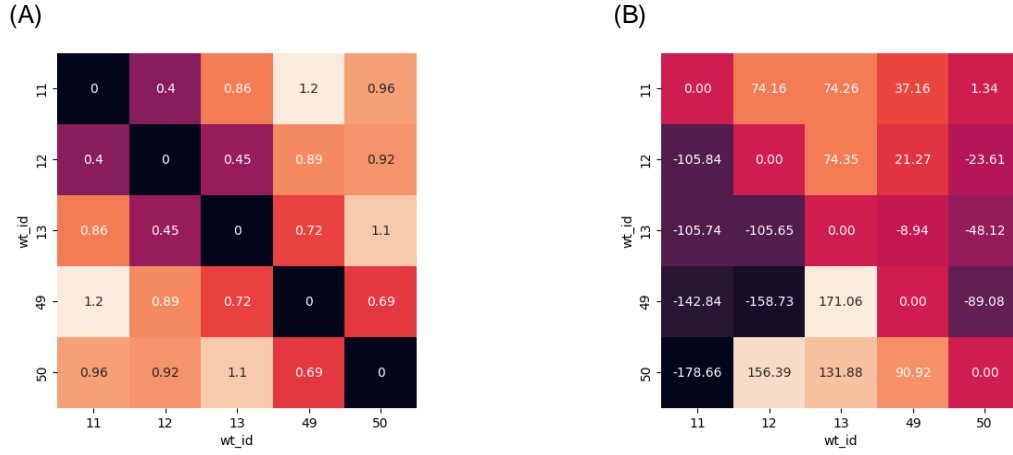 (A)
(B)
wt_id
11 0 0.4 0.86 1.2 0.96
12 0.4 0 0.45 0.89 0.92
13 0.86 0.45 0 0.72 1.1
49 1.2 0.89 0.72 0 0.69
50 0.96 0.92 1.1 0.69 0
11 12 13 49 50
wt_id
wt_id
11 0.00 74.16 74.26 37.16 1.34
12 -105.84 0.00 74.35 21.27 -23.61
13 -105.74 -105.65 0.00 -8.94 -48.12
49 -142.84 -158.73 171.06 0.00 -89.08
50 -178.66 156.39 131.88 90.92 0.00
11 12 13 49 50
wt_id